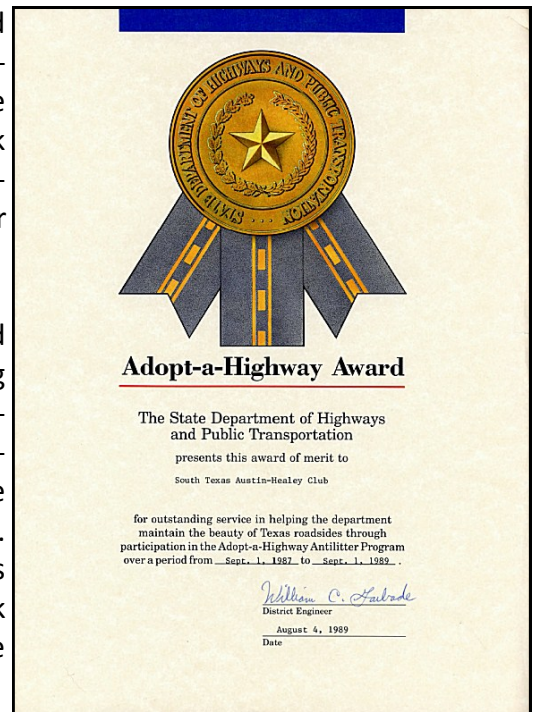 STATE DEPARTMENT OF HIGHWAYS AND PUBLIC TRANSPORTATION ...
Adopt-a-Highway Award
The State Department of Highways
and Public Transportation
presents this award of merit to
South Texas Austin-Healey Club
for outstanding service in helping the department
maintain the beauty of Texas roadsides through
participation in the Adopt-a-Highway Antilitter Program
over a period from Sept. 1, 1987 to Sept. 1, 1989 .
William C.
District Engineer
August 4, 1989
Date